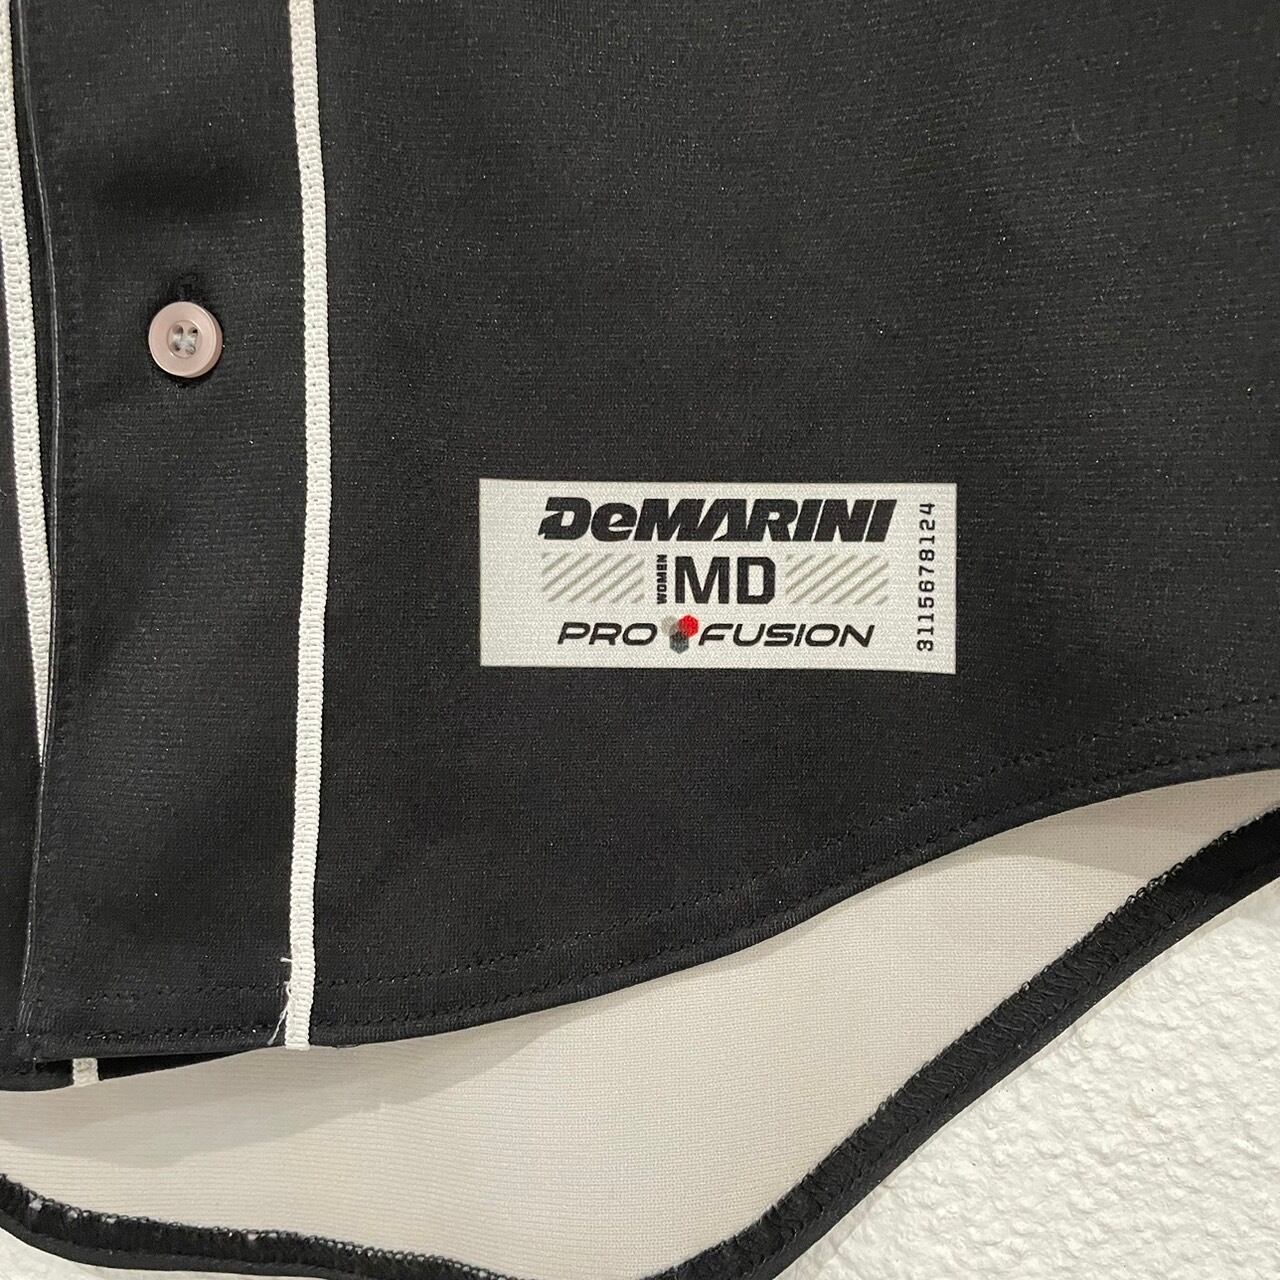 DeMARINI
WOMEN MD
PRO FUSION
3115678124